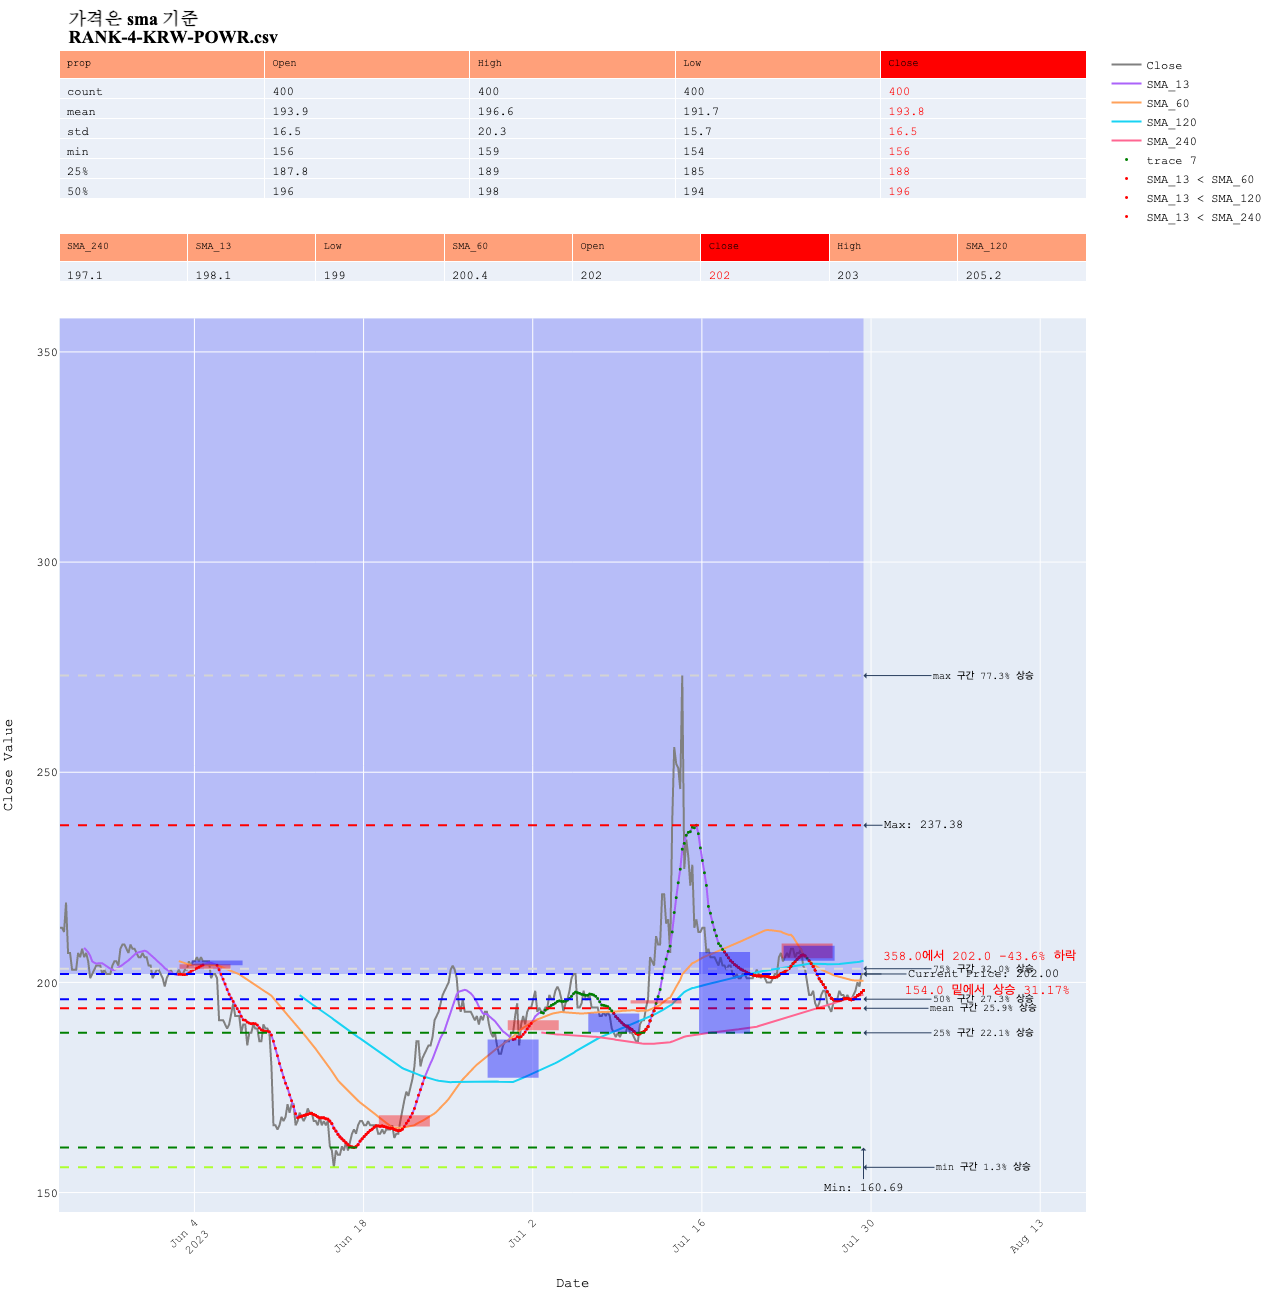 가격은 sma 기준
RANK-4-KRW-POWR.csv
prop Open High Low Close
count 400 400 400 400
mean 193.9 196.6 191.7 193.8
std 16.5 20.3 15.7 16.5
min 156 159 154 156
25% 187.8 189 185 188
50% 196 198 194 196
SMA_240 SMA_13 Low SMA_60 Open Close High SMA_120
197.1 198.1 199 200.4 202 202 203 205.2
Close
SMA_13
SMA_60
SMA_120
SMA_240
trace 7
SMA_13 < SMA_60
SMA_13 < SMA_120
SMA_13 < SMA_240
Close Value
350
300
250
200
150
max 구간 77.3% 상승
Max: 237.38
358.0에서 202.0 -43.6% 하락
75% 구간 32.0% 상승
Current Price: 202.00
154.0 밑에서 상승 31.17%
50% 구간 27.3% 상승
mean 구간 25.9% 상승
25% 구간 22.1% 상승
min 구간 1.3% 상승
Min: 160.69
Jun 4
2023
Jun 18
Jul 2
Jul 16
Jul 30
Aug 13
Date